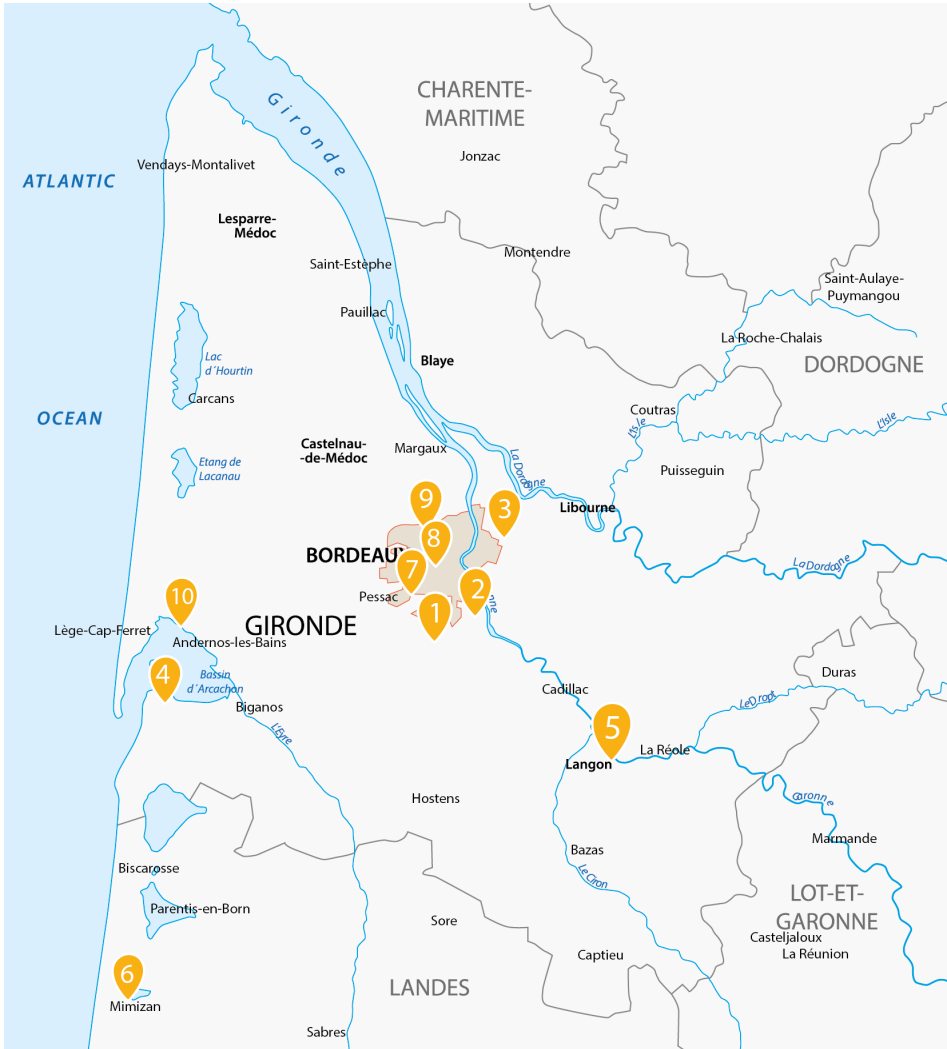 CHARENTE-
MARITIME
Gironde
Jonzac
Vendays-Montalivet
ATLANTIC
Lesparre-
Médoc
Montendre
Saint-Estèphe
Saint-Aulaye-
Puymangou
Pauillac
La Roche-Chalais
Lac
d´Hourtin
Blaye
DORDOGNE
Carcans
Coutras
OCEAN
L'Isle
L'Isle
Castelnau-
-de-Médoc
Margaux
Etang de
Lacanau
La Dordogne
Puisseguin
9
3
Libourne
8
BORDEAUX
7
La Dordogne
2
nne
Pessac
10
1
Lège-Cap-Ferret
GIRONDE
Andernos-les-Bains
4
Bassin
d´Arcachon
Duras
Cadillac
Le Dropt
Biganos
L'Eyre
5
La Réole
Langon
Hostens
Garonne
Marmande
Bazas
Biscarosse
Le Ciron
LOT-ET-
GARONNE
Parentis-en-Born
Sore
Casteljaloux
La Réunion
Captieu
6
LANDES
Mimizan
Sabres